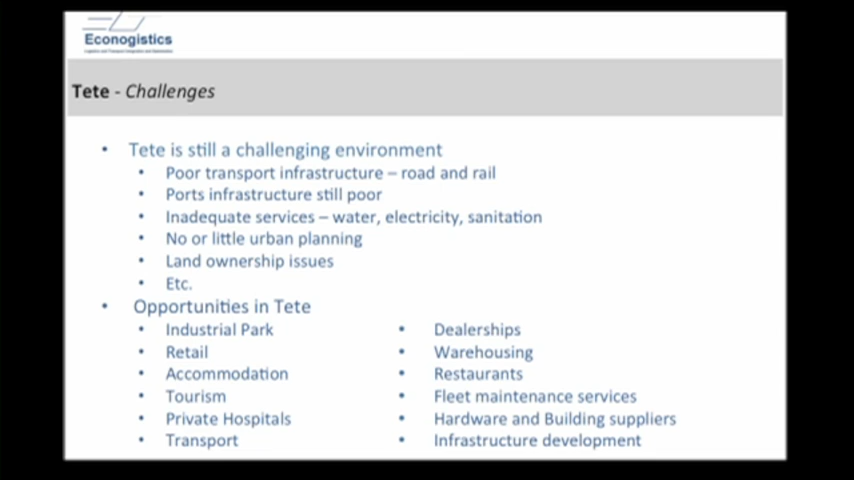 Econogistics
Tete - Challenges
• Tete is still a challenging environment
• Poor transport infrastructure – road and rail
• Ports infrastructure still poor
• Inadequate services – water, electricity, sanitation
• No or little urban planning
• Land ownership issues
• Etc.
• Opportunities in Tete
• Industrial Park
• Retail
• Accommodation
• Tourism
• Private Hospitals
• Transport
• Dealerships
• Warehousing
• Restaurants
• Fleet maintenance services
• Hardware and Building suppliers
• Infrastructure development